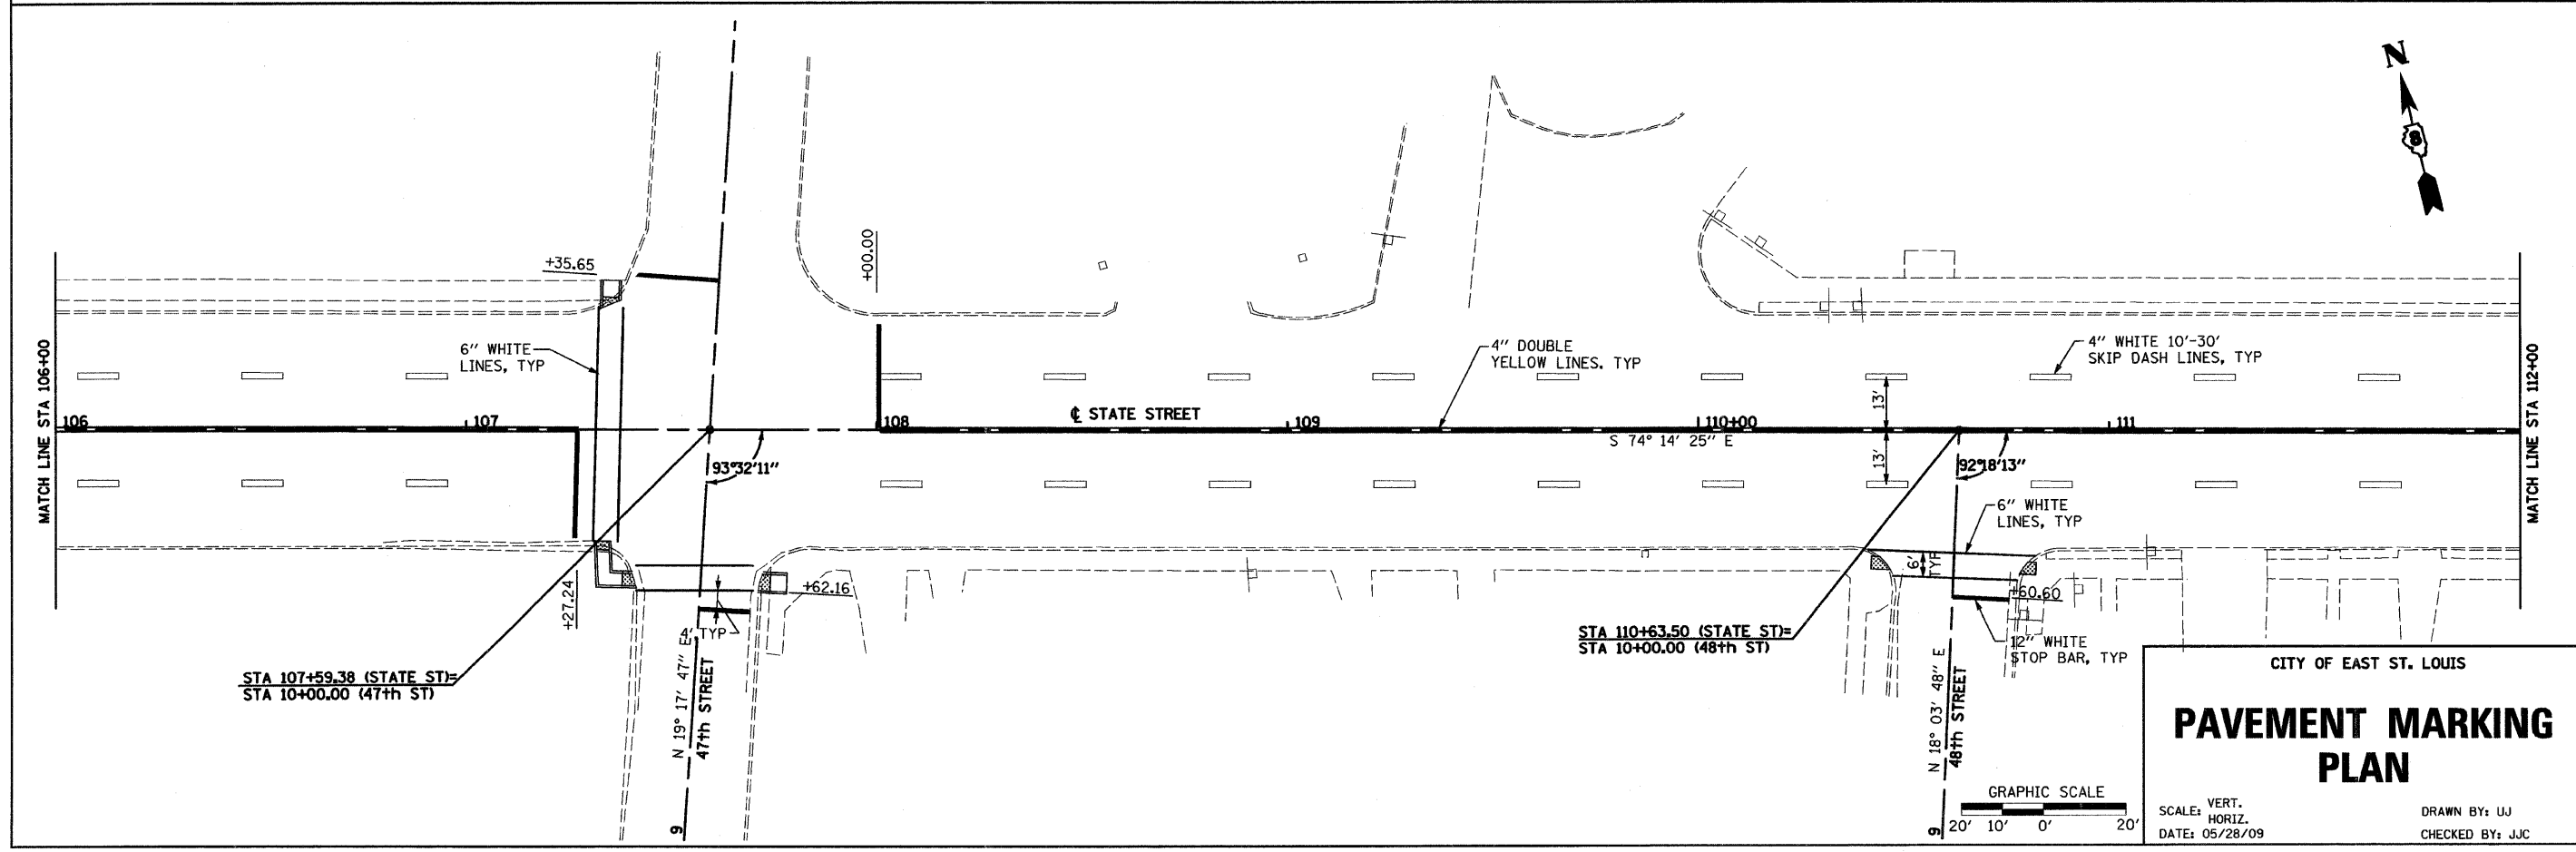 N
8
+35.65
+00.00
MATCH LINE STA 106+00
6" WHITE
LINES, TYP
4" DOUBLE
YELLOW LINES. TYP
4" WHITE 10'-30'
SKIP DASH LINES, TYP
MATCH LINE STA 112+00
13'
106
107
108
℄ STATE STREET
109
110+00
111
S 74° 14' 25" E
13'
93°32'11"
92°18'13"
6" WHITE
LINES, TYP
6'
TYP
+27.24
+62.16
+60.60
4' TYP
12" WHITE
STOP BAR, TYP
STA 107+59.38 (STATE ST)=
STA 10+00.00 (47th ST)
STA 110+63.50 (STATE ST)=
STA 10+00.00 (48th ST)
N 19° 17' 47" E
47th STREET
9
N 18° 03' 48" E
48th STREET
9
GRAPHIC SCALE
20' 10' 0' 20'
CITY OF EAST ST. LOUIS
PAVEMENT MARKING
PLAN
SCALE: VERT.
HORIZ.
DATE: 05/28/09
DRAWN BY: UJ
CHECKED BY: JJC